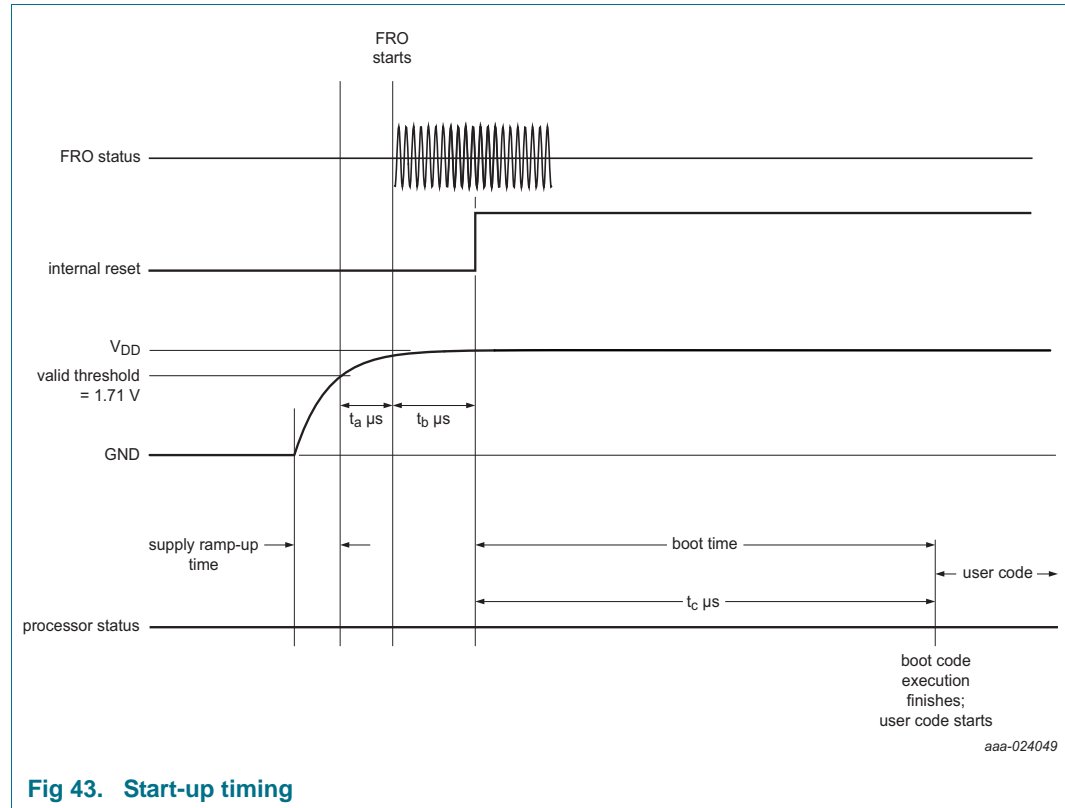 FRO
starts
FRO status
internal reset
VDD
valid threshold
= 1.71 V
ta μs
tb μs
GND
supply ramp-up
time
boot time
user code
tc μs
processor status
boot code
execution
finishes;
user code starts
aaa-024049
Fig 43. Start-up timing